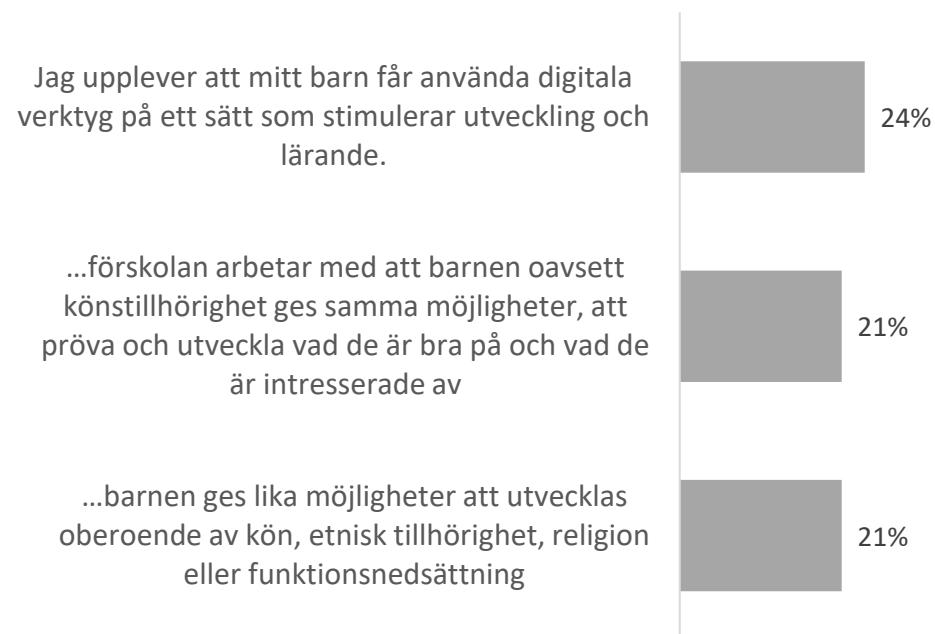 Jag upplever att mitt barn får använda digitala
verktyg på ett sätt som stimulerar utveckling och
lärande.
24%
...förskolan arbetar med att barnen oavsett
könstillhörighet ges samma möjligheter, att
pröva och utveckla vad de är bra på och vad de
är intresserade av
21%
...barnen ges lika möjligheter att utvecklas
oberoende av kön, etnisk tillhörighet, religion
eller funktionsnedsättning
21%